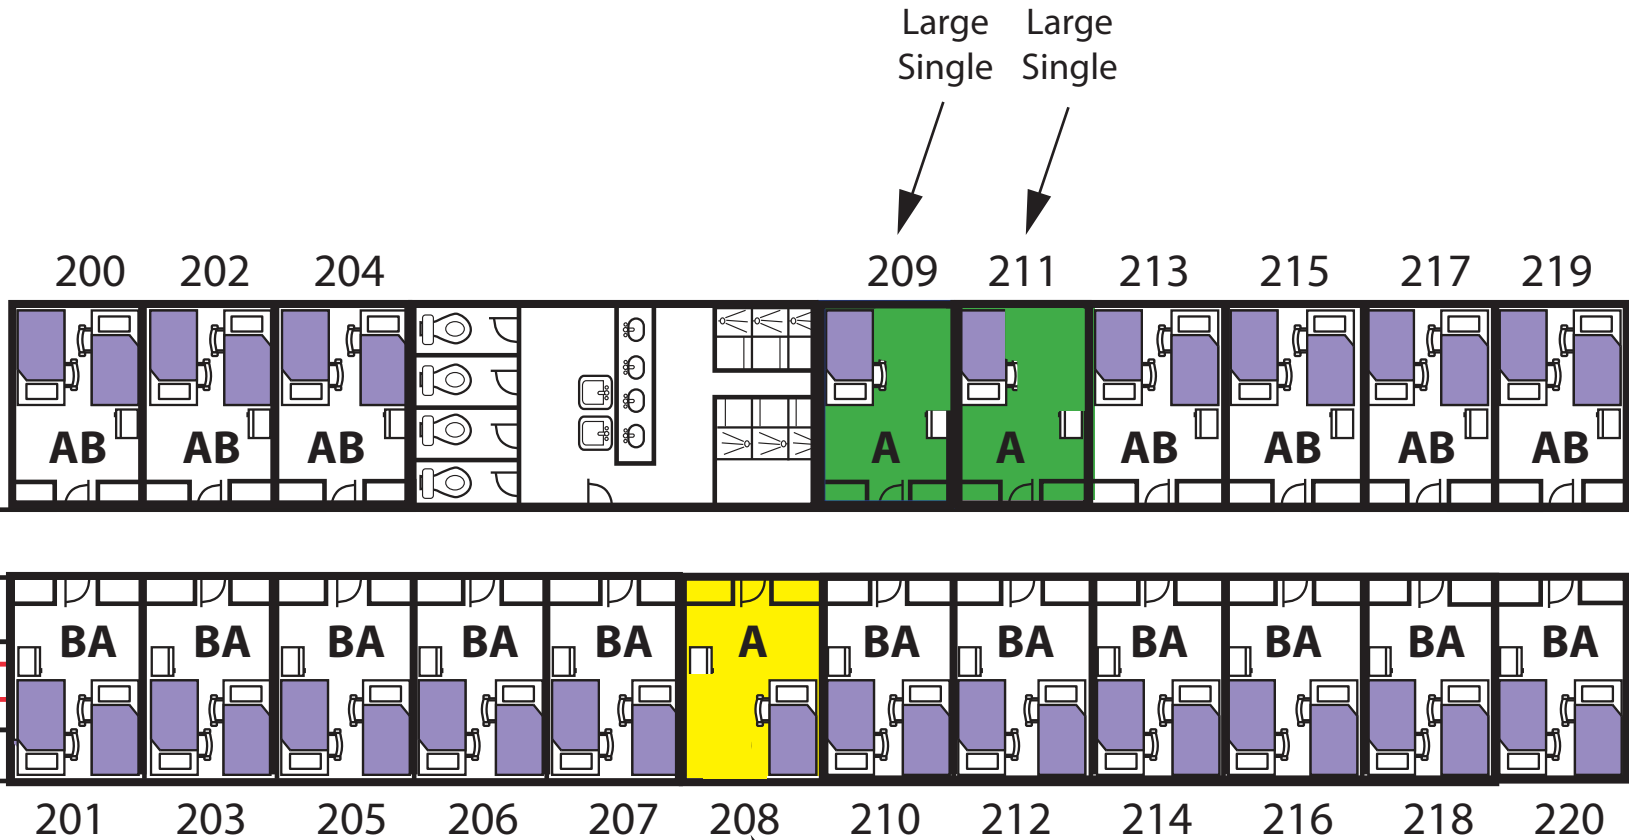 Large Large
Single Single
200 202 204 209 211 213 215 217 219
AB AB AB A A AB AB AB AB
BA BA BA BA BA A BA BA BA BA BA BA
201 203 205 206 207 208 210 212 214 216 218 220